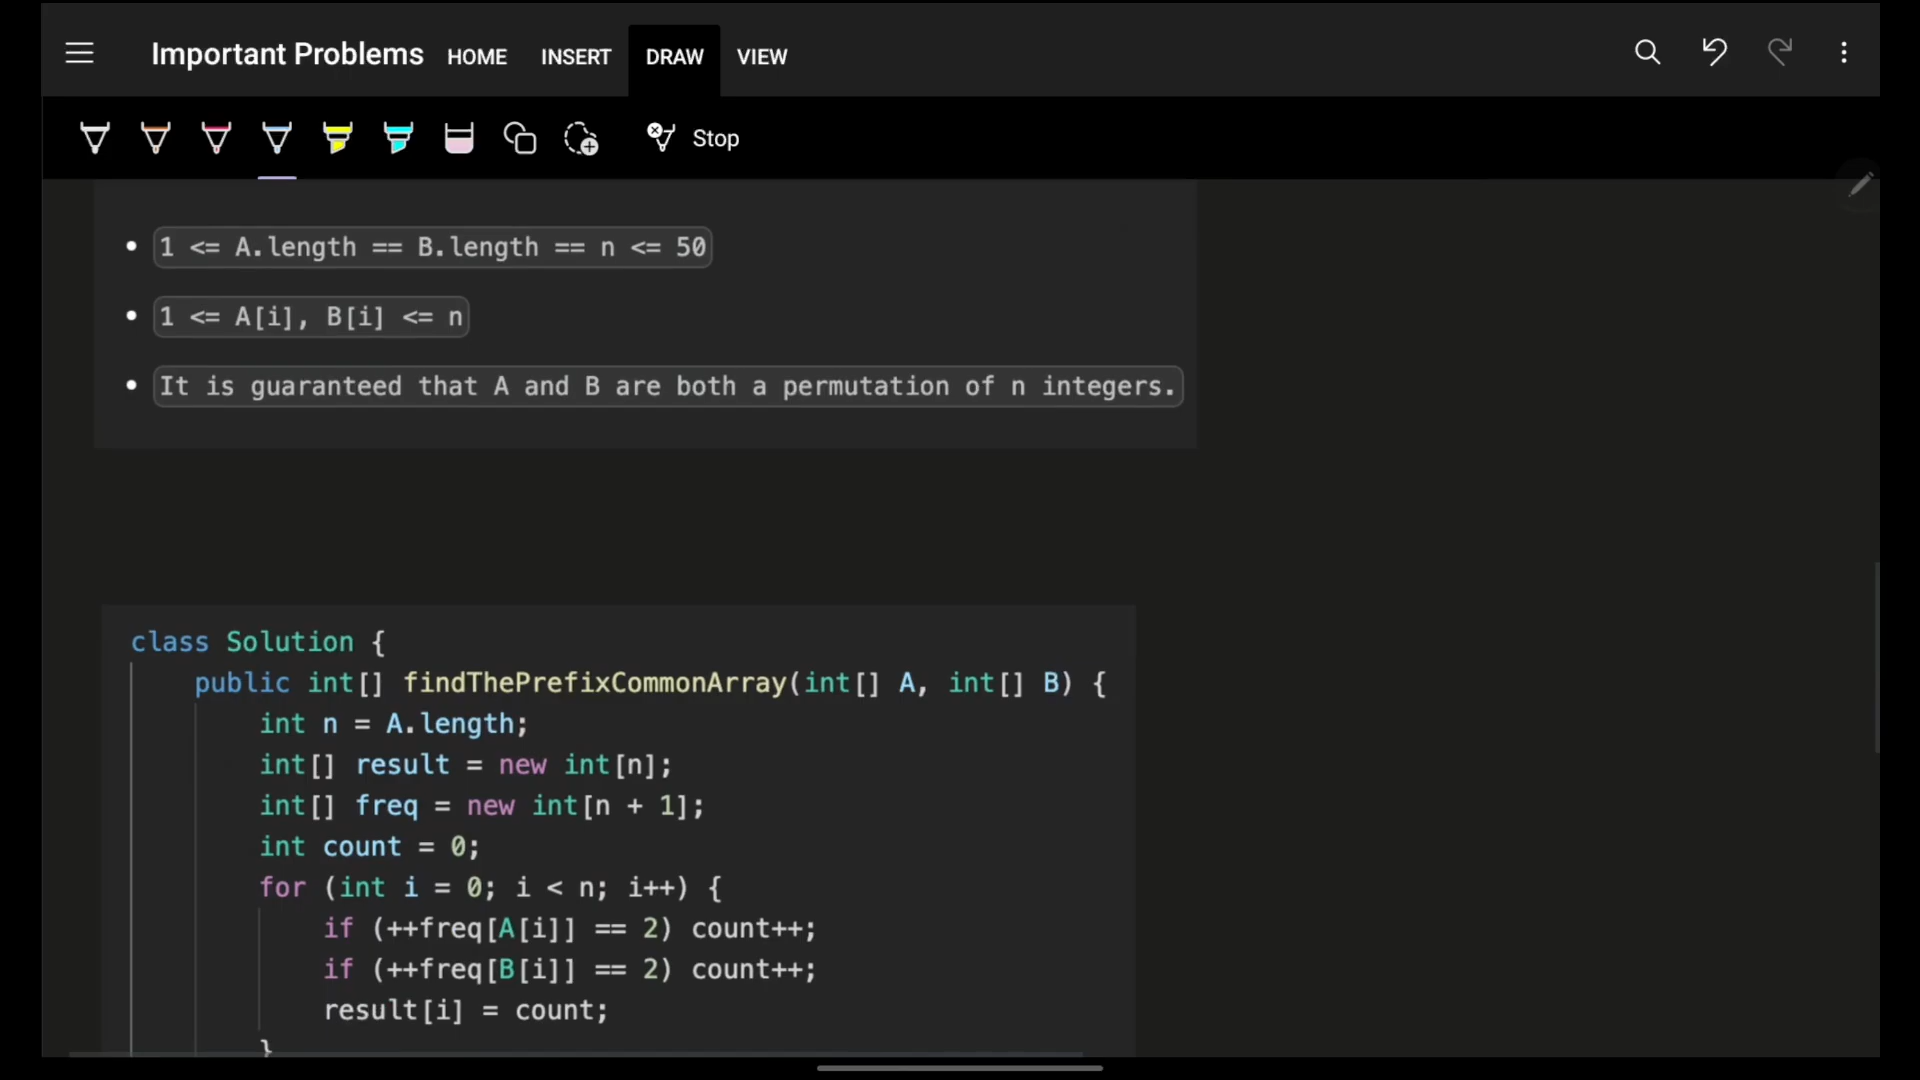 Important Problems HOME INSERT DRAW VIEW
Stop
• 1 <= A.length == B.length == n <= 50
• 1 <= A[i], B[i] <= n
• It is guaranteed that A and B are both a permutation of n integers.
class Solution {
public int[] findThePrefixCommonArray(int[] A, int[] B) {
int n = A.length;
int[] result = new int[n];
int[] freq = new int[n + 1];
int count = 0;
for (int i = 0; i < n; i++) {
if (++freq[A[i]] == 2) count++;
if (++freq[B[i]] == 2) count++;
result[i] = count;
}